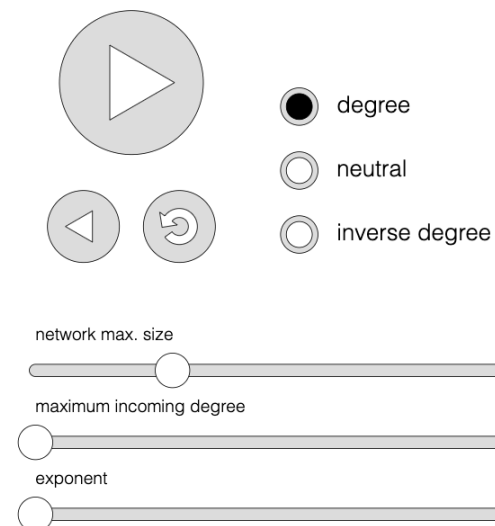 degree
neutral
inverse degree
network max. size
maximum incoming degree
exponent